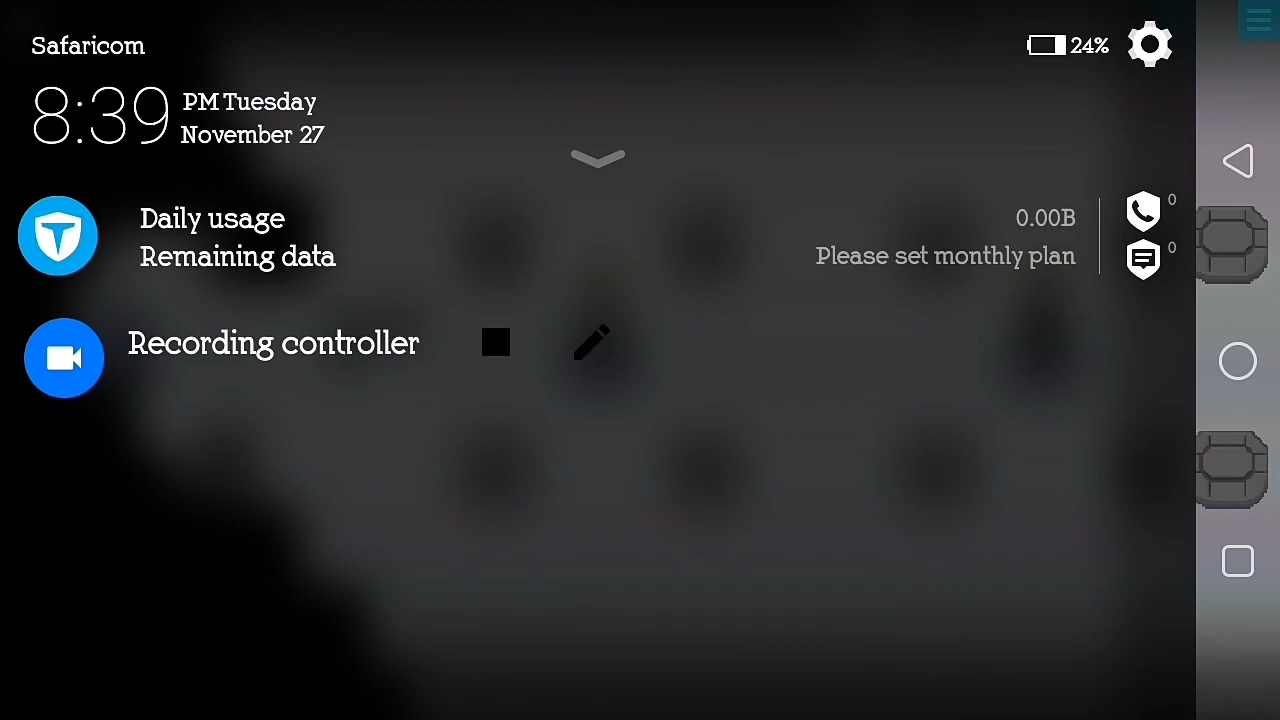 Safaricom
24%
8:39 PM Tuesday
November 27
Daily usage
0.00B
0
Remaining data
Please set monthly plan
0
Recording controller